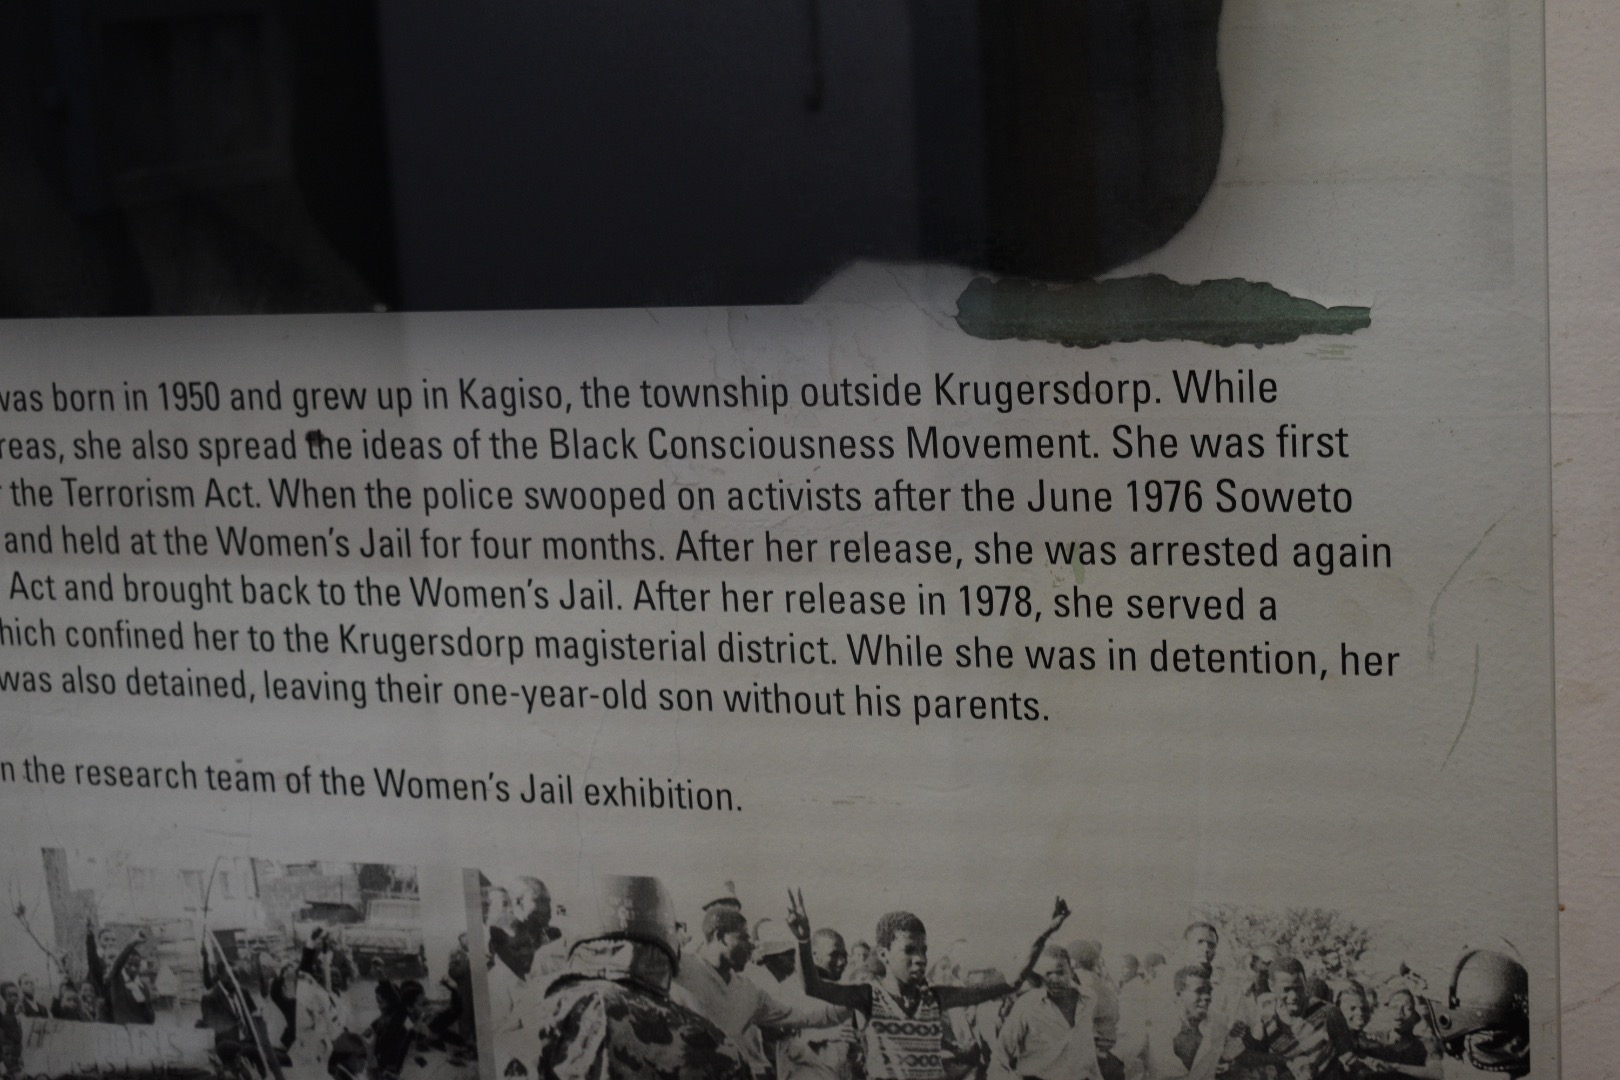 was born in 1950 and grew up in Kagiso, the township outside Krugersdorp. While
reas, she also spread the ideas of the Black Consciousness Movement. She was first
the Terrorism Act. When the police swooped on activists after the June 1976 Soweto
and held at the Women's Jail for four months. After her release, she was arrested again
Act and brought back to the Women's Jail. After her release in 1978, she served a
hich confined her to the Krugersdorp magisterial district. While she was in detention, her
was also detained, leaving their one-year-old son without his parents.
n the research team of the Women's Jail exhibition.